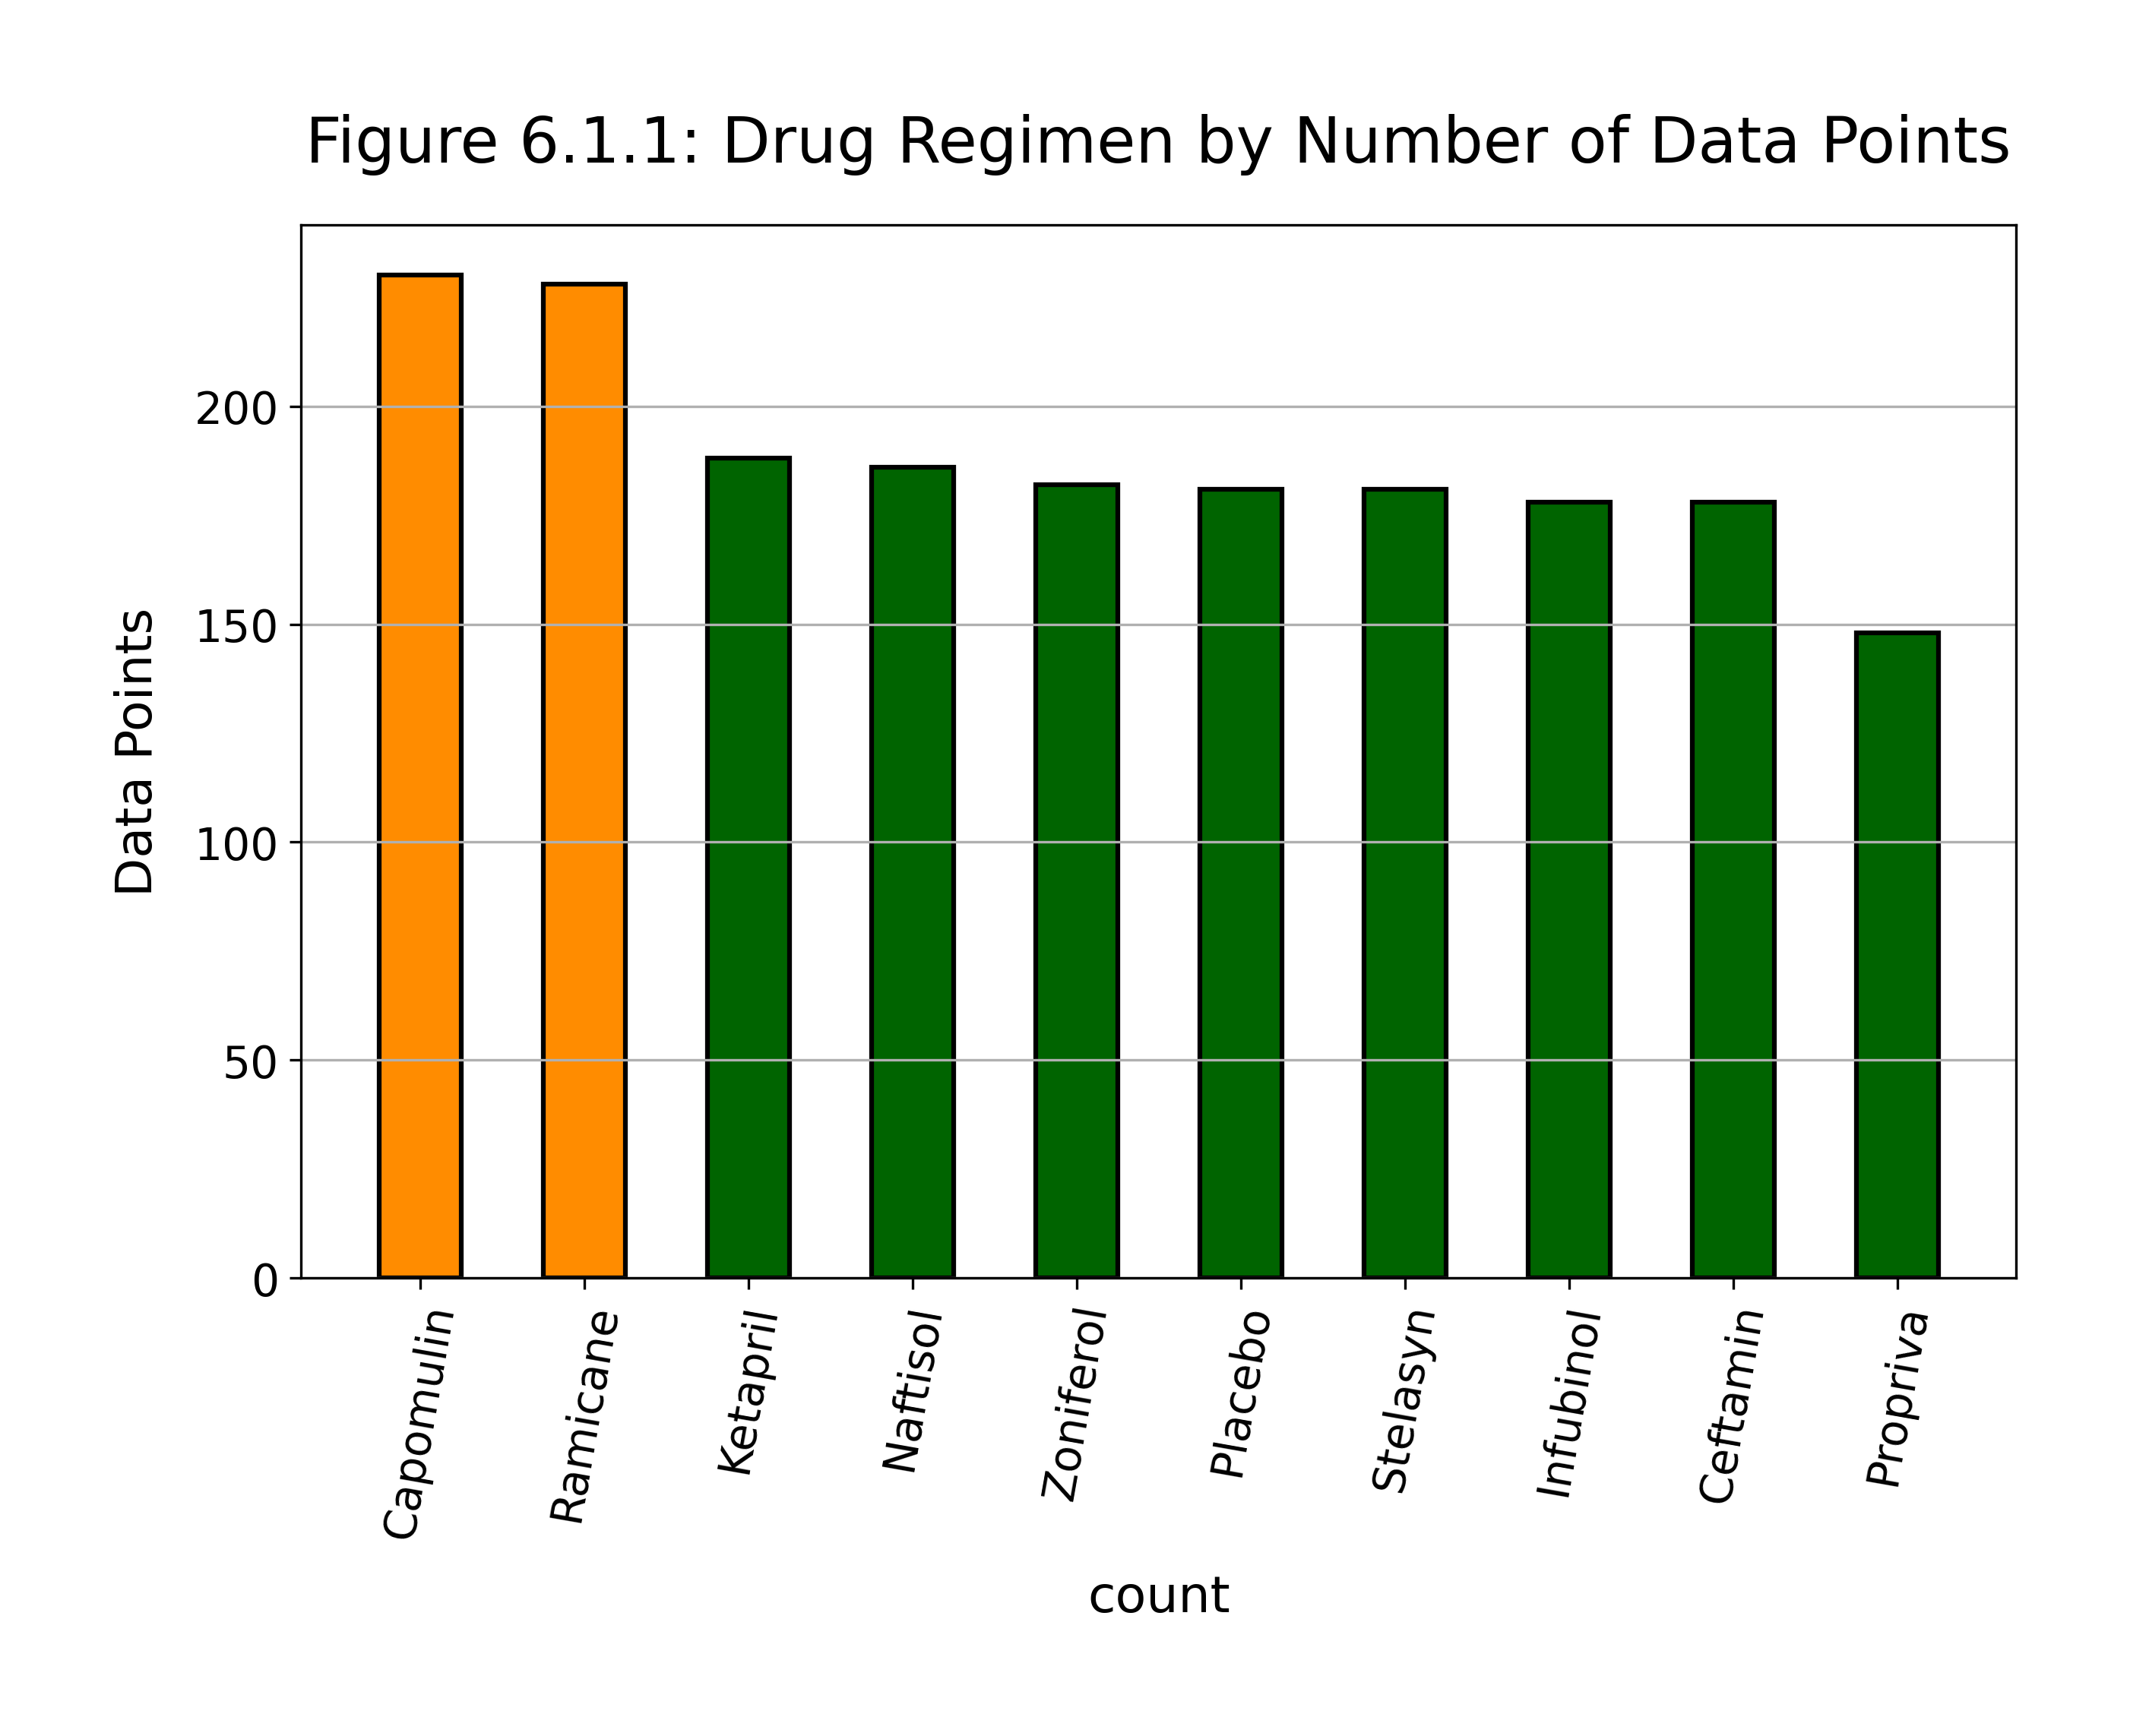 Figure 6.1.1: Drug Regimen by Number of Data Points
Data Points
200
150
100
50
0
Capomulin
Ramicane
Ketapril
Naftisol
Zoniferol
Placebo
Stelasyn
Infubinol
Ceftamin
Propriva
count